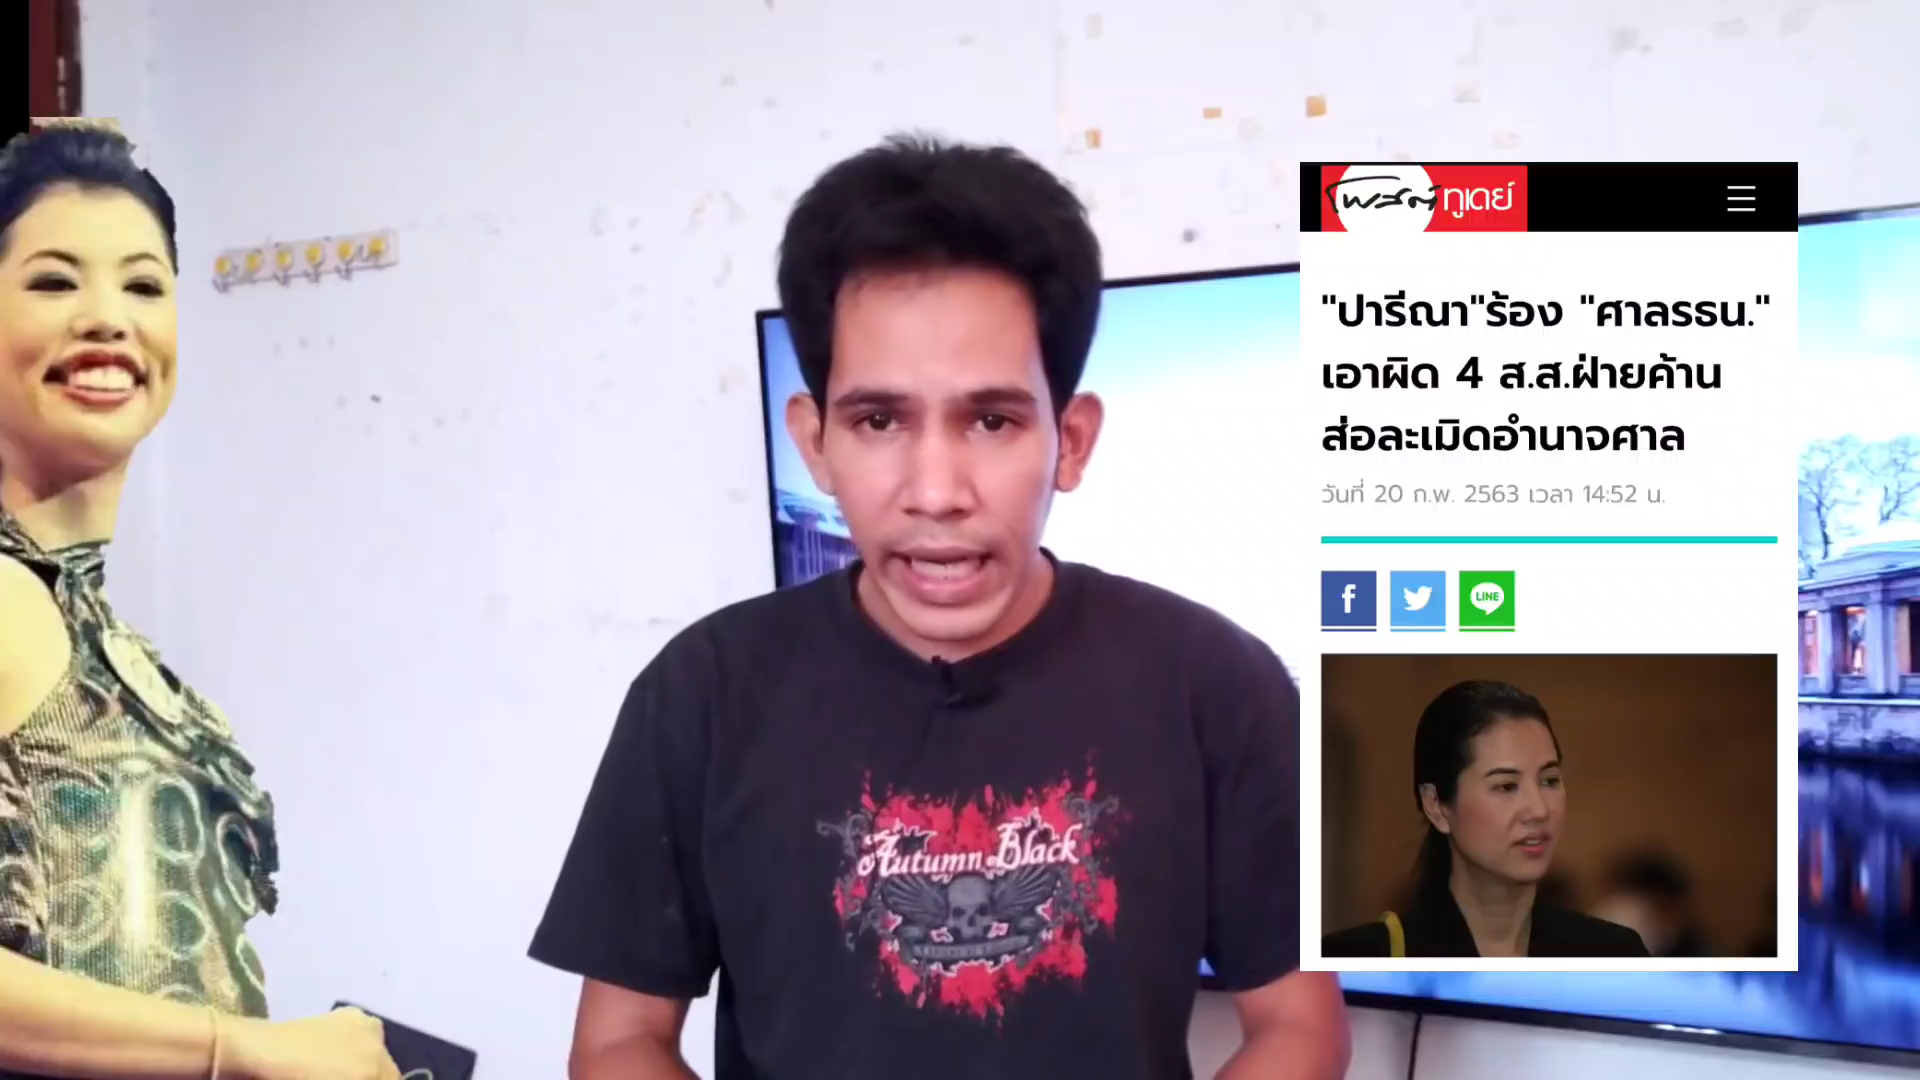 โพสต์ทูเดย์
"ปารีณา"ร้อง "ศาลรธน."
เอาผิด 4 ส.ส.ฝ่ายค้าน
ส่อละเมิดอำนาจศาล
วันที่ 20 ก.พ. 2563 เวลา 14:52 น.
f
LINE
Autumn Black